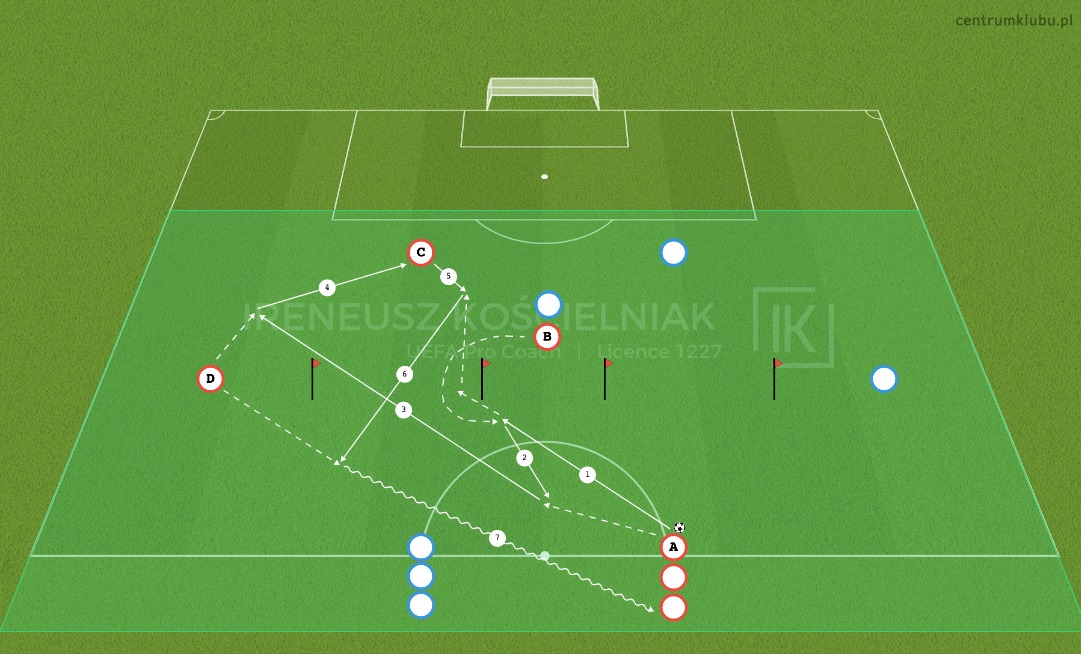 centrumklubu.pl
C
5
4
IRENEUSZ KOŚCIELNIAK
IK
B
UEFA Pro Coach | Licence 1227
D
6
3
2
1
7
A